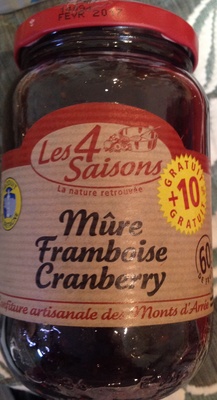 FEVR 20
Les 4
Saisons
La nature retrouvée
GRATUIT
+10
GRATUIT
Mûre
Framboise
Cranberry
60
nfiture artisanale des Monts d'Arrée